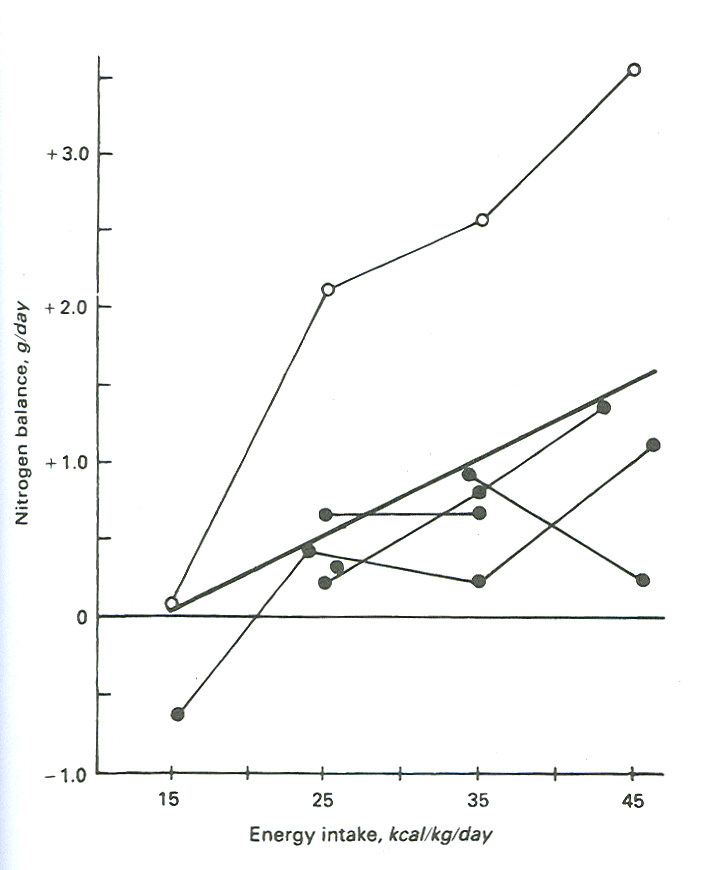 +3.0
+2.0
+1.0
0
−1.0
15 25 35 45
Energy intake, kcal/kg/day
Nitrogen balance, g/day